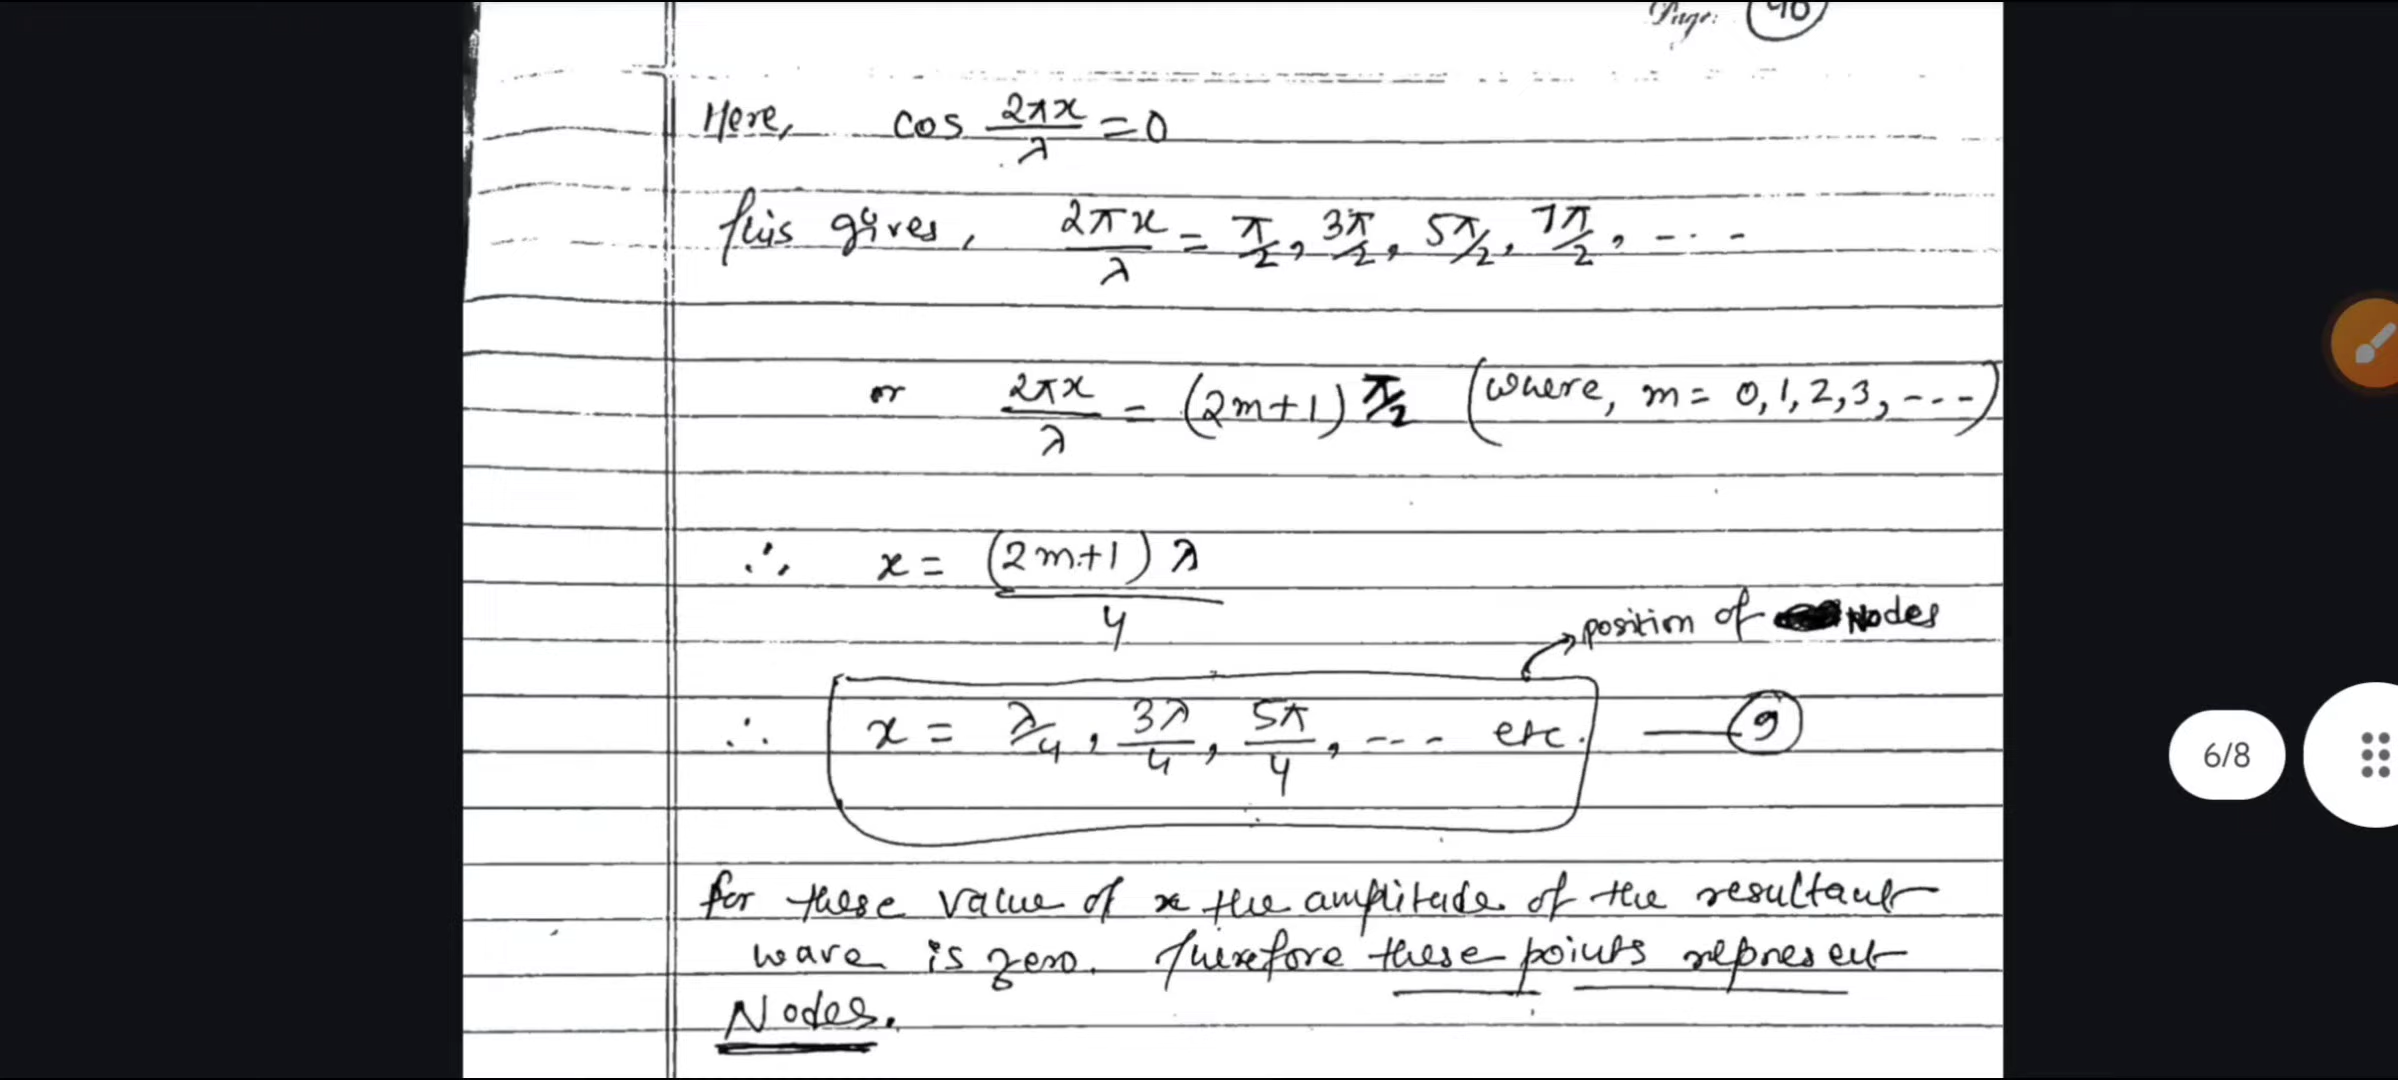 Page: 40
Here, cos 2πx/λ = 0
This gives, 2πx/λ = π/2, 3π/2, 5π/2, 7π/2, ----
or 2πx/λ = (2m+1) π/2 (where, m = 0,1,2,3, ---)
∴ x = (2m+1) λ / 4
position of Nodes
∴ x = λ/4, 3λ/4, 5π/4, ---- etc. — 9
6/8
for these value of x the amplitude of the resultant
wave is zero. Therefore these points represent
Nodes.